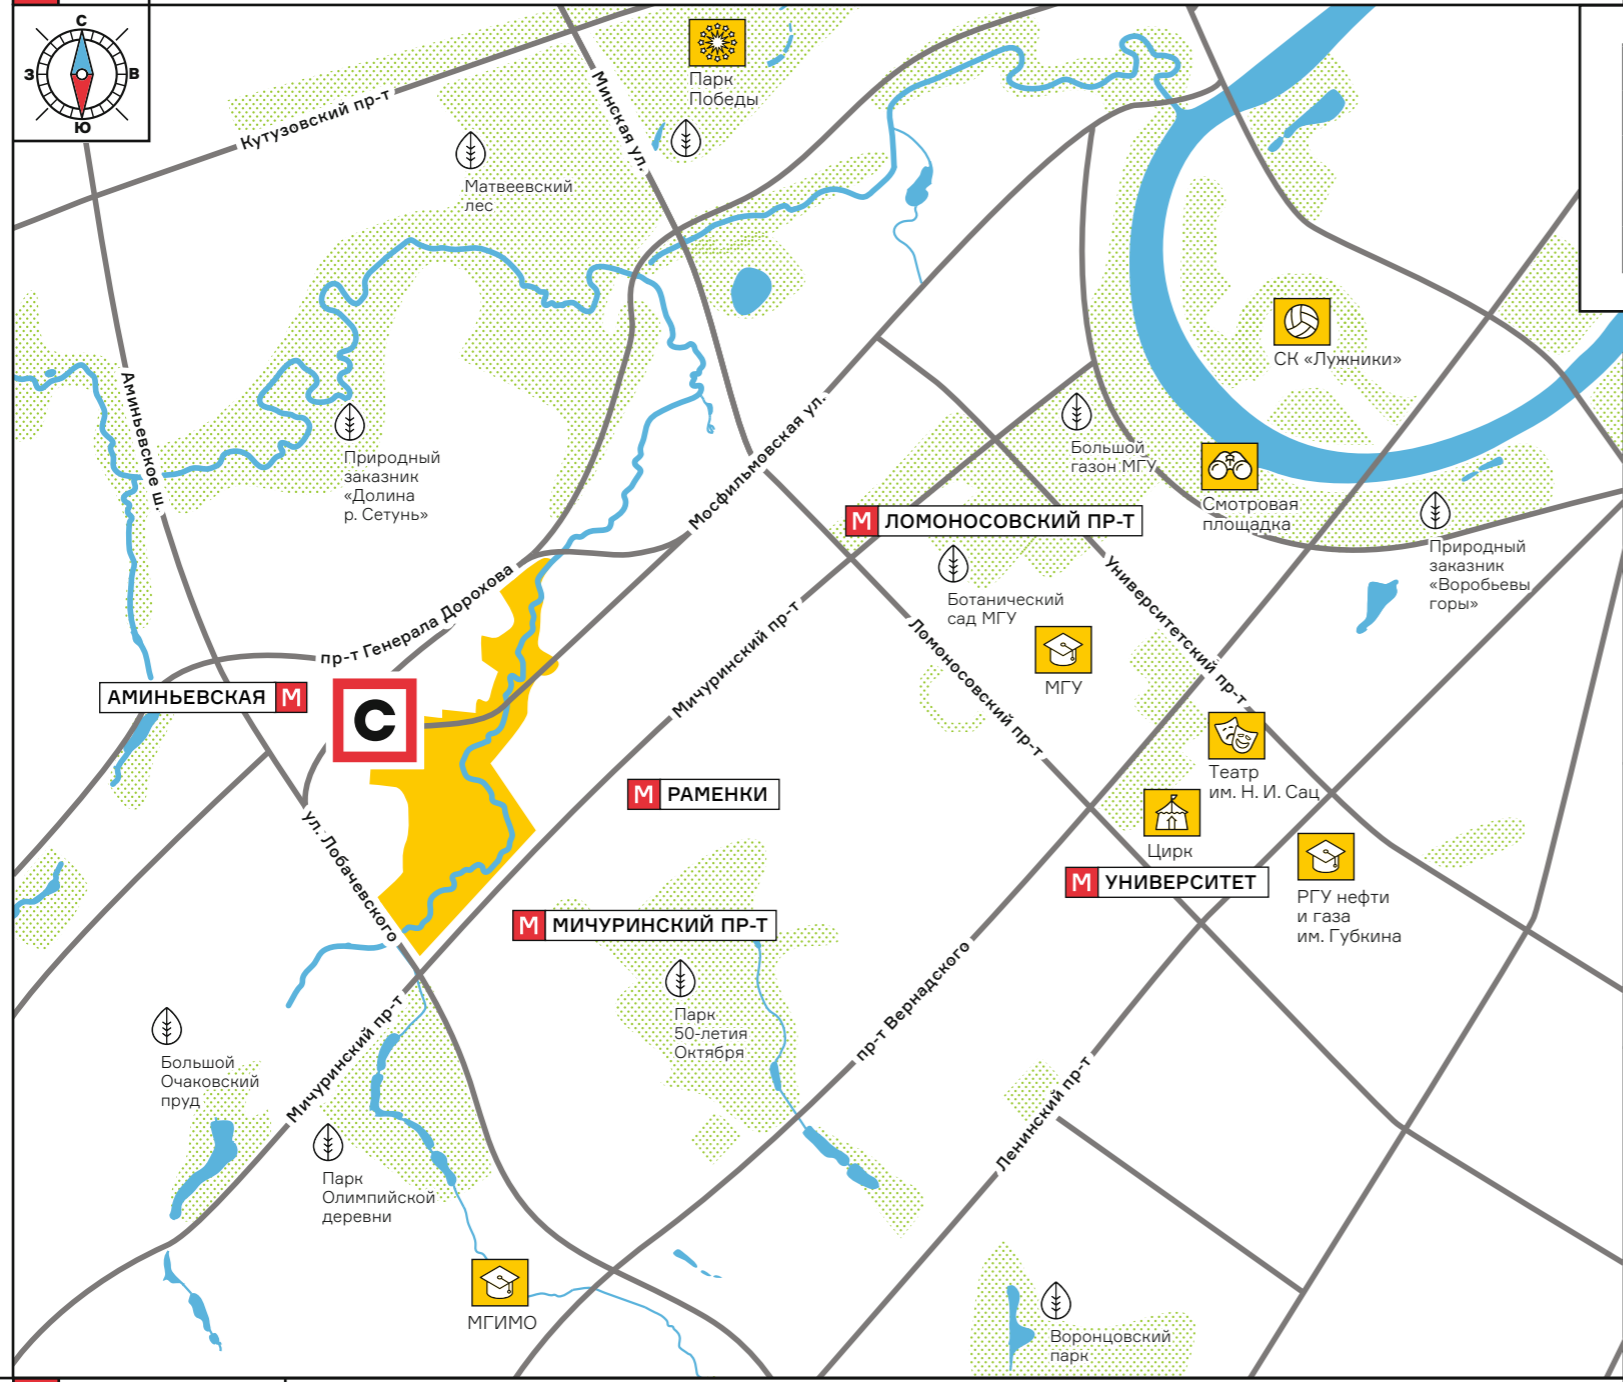 С
З
В
Ю
Кутузовский пр-т
Минская ул.
Парк
Победы
Матвеевский
лес
Аминьевское ш.
Природный
заказник
«Долина
р. Сетунь»
Мосфильмовская ул.
СК «Лужники»
Большой
газон МГУ
Смотровая
площадка
М
ЛОМОНОСОВСКИЙ ПР-Т
Природный
заказник
«Воробьевы
горы»
Ботанический
сад МГУ
МГУ
Университетский пр-т
пр-т Генерала Дорохова
Мичуринский пр-т
Ломоносовский пр-т
АМИНЬЕВСКАЯ
М
С
Театр
им. Н. И. Сац
М
РАМЕНКИ
Цирк
М
УНИВЕРСИТЕТ
РГУ нефти
и газа
им. Губкина
ул. Лобачевского
М
МИЧУРИНСКИЙ ПР-Т
Парк
50-летия
Октября
пр-т Вернадского
Большой
Очаковский
пруд
Мичуринский пр-т
Ленинский пр-т
Парк
Олимпийской
деревни
МГИМО
Воронцовский
парк